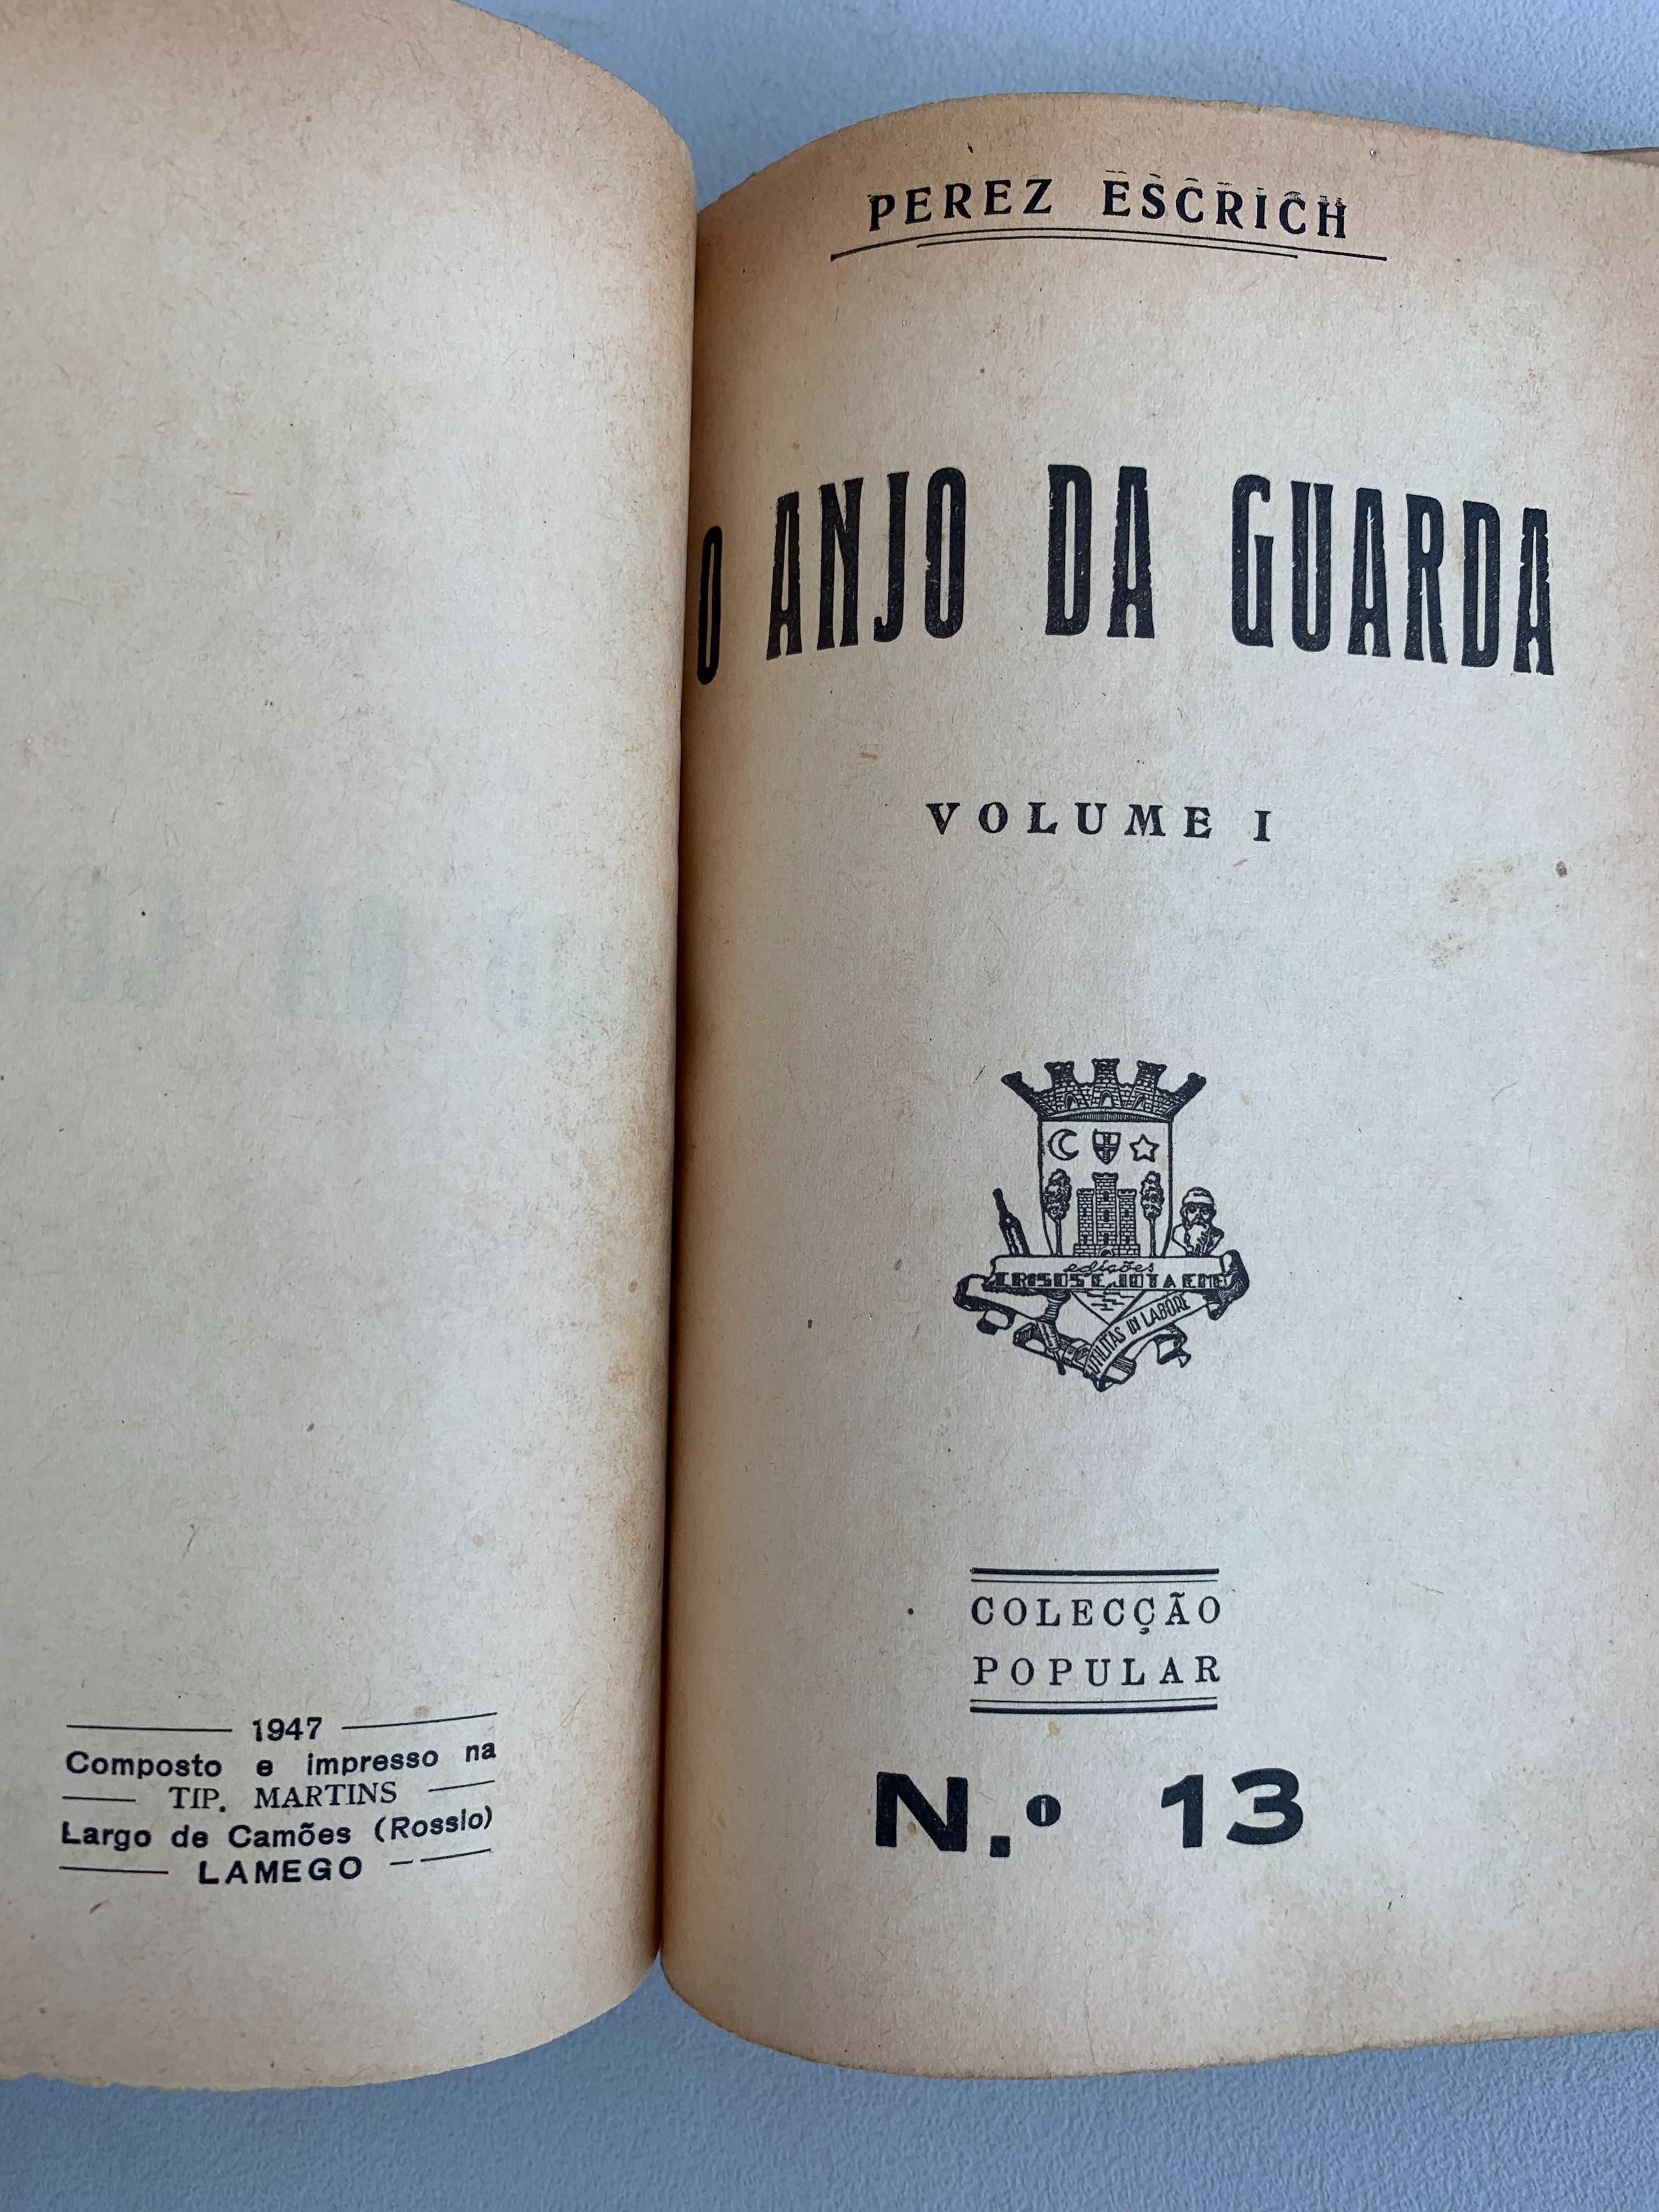 1947
Composto e impresso na
TIP. MARTINS
Largo de Camões (Rossio)
LAMEGO
PEREZ ESCRICH
O ANJO DA GUARDA
VOLUME I
edições
UTILITAS IN LABORE
COLECÇÃO
POPULAR
N.º 13